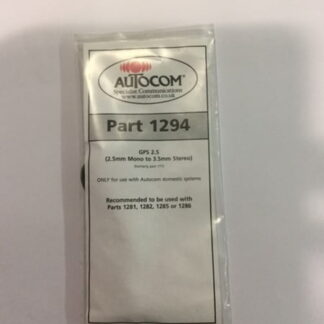 AUTOCOM®
Specialist Communications
www.autocom.co.uk
Part 1294
GPS 2.5
(2.5mm Mono to 3.5mm Stereo)
ONLY for use with Autocom domestic systems
Recommended to be used with
Parts 1281, 1282, 1285 or 1286